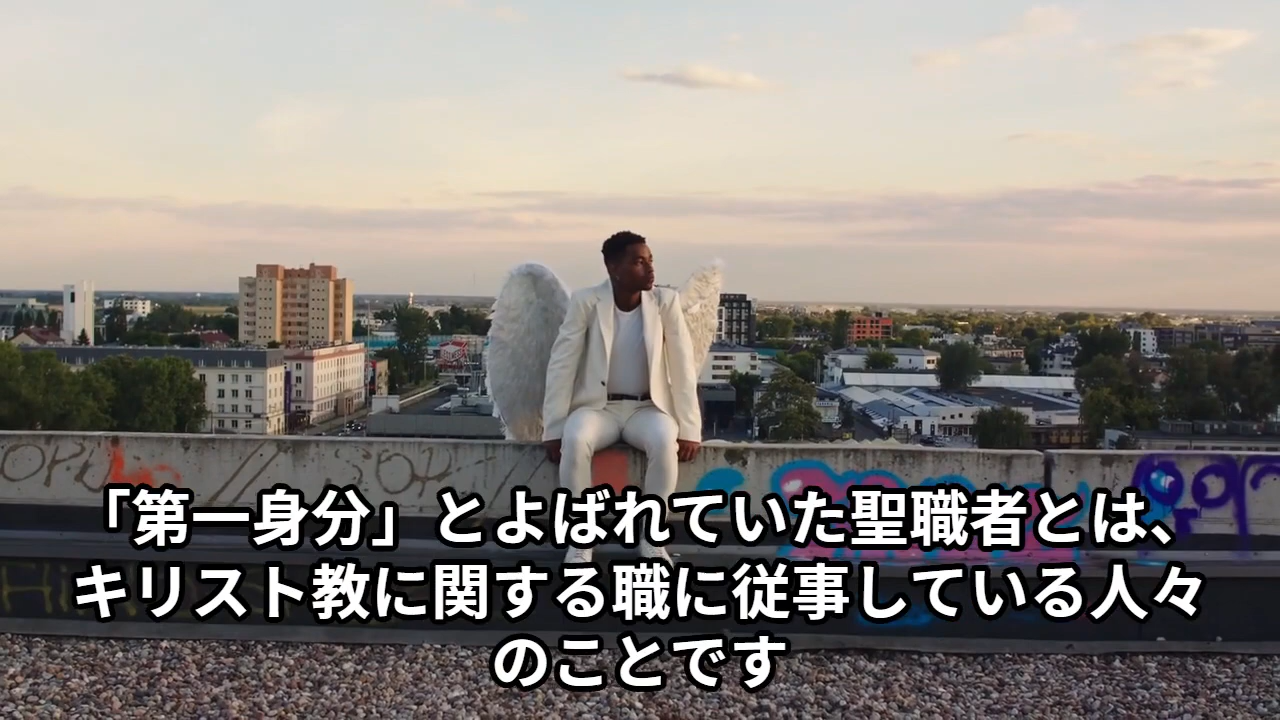 「第一身分」とよばれていた聖職者とは、
キリスト教に関する職に従事している人々
のことです